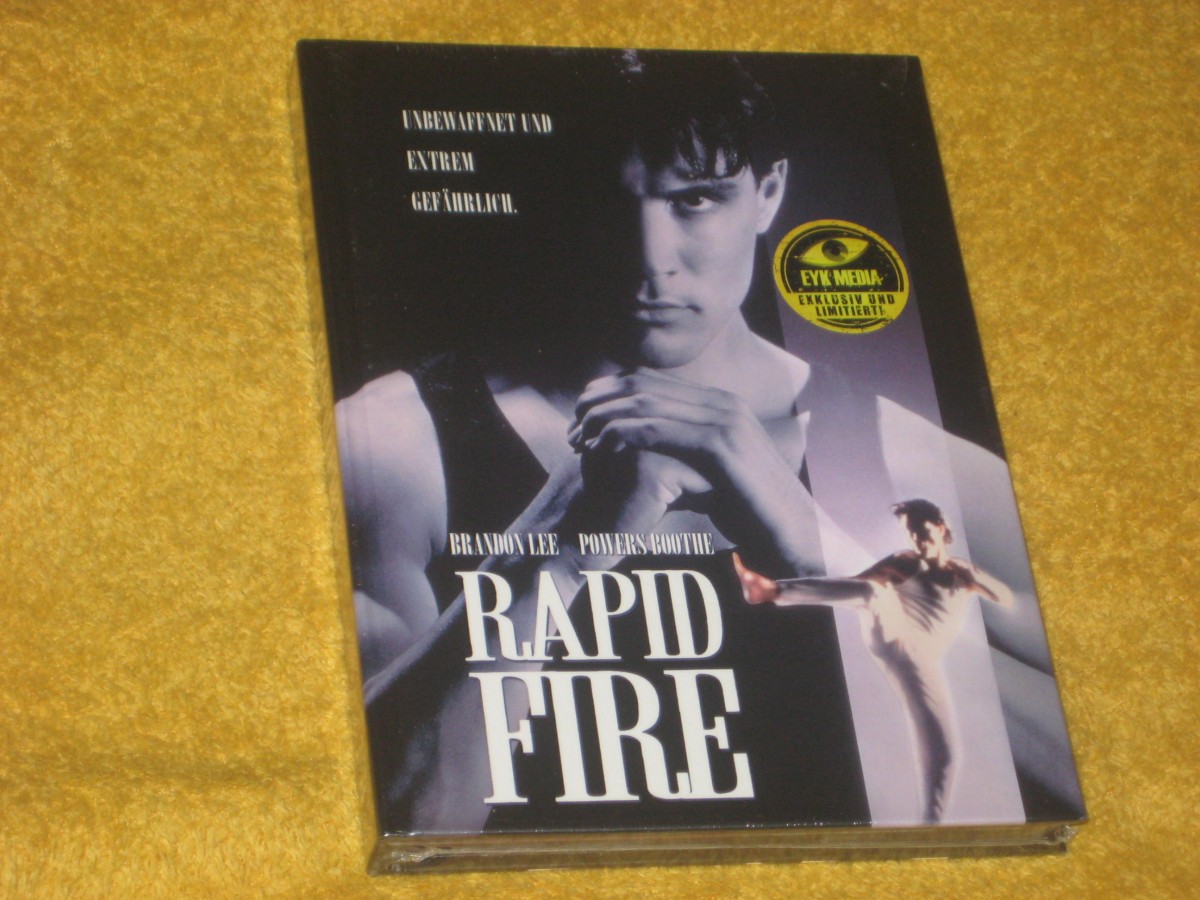 UNBEWAFFNET UND
EXTREM
GEFÄHRLICH.
EYK MEDIA
EXKLUSIV UND
LIMITIERT!
BRANDON LEE POWERS BOOTHE
RAPID
FIRE